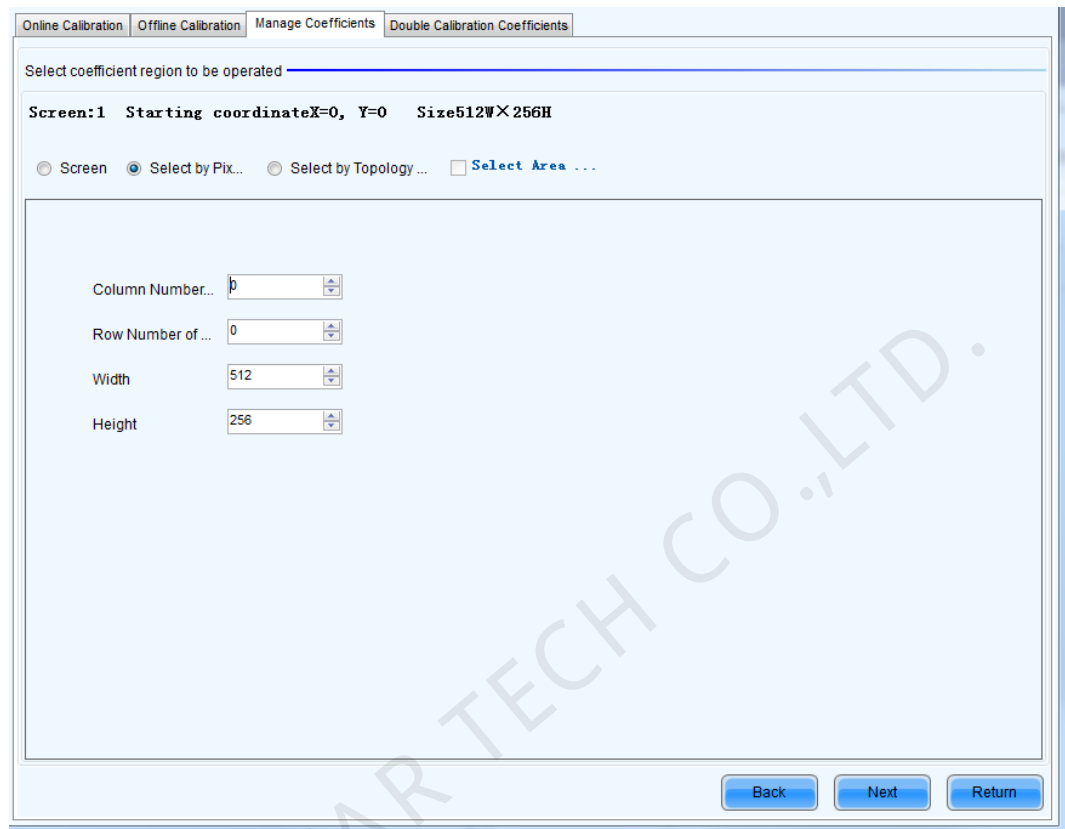 Online Calibration Offline Calibration Manage Coefficients Double Calibration Coefficients
Select coefficient region to be operated
Screen:1 Starting coordinateX=0, Y=0 Size512W×256H
Screen Select by Pix... Select by Topology ... Select Area ...
Column Number... 0
Row Number of ... 0
Width 512
Height 256
AR TECH CO.,LTD.
Back Next Return